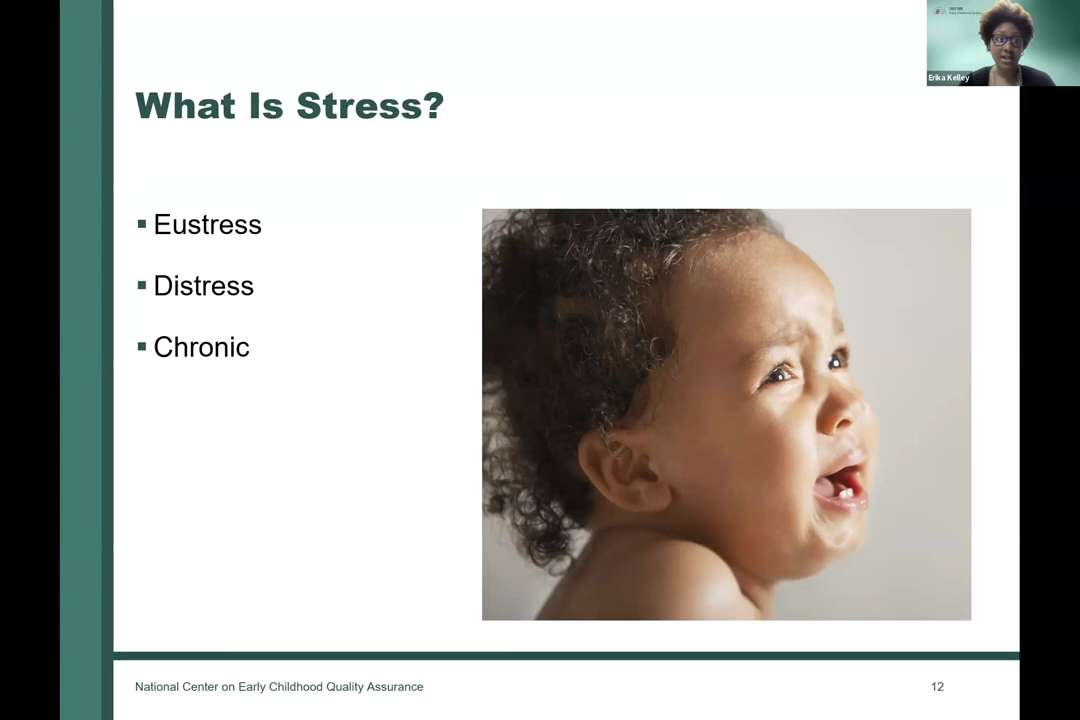 Erika Kelley
What Is Stress?
Eustress
Distress
Chronic
National Center on Early Childhood Quality Assurance
12